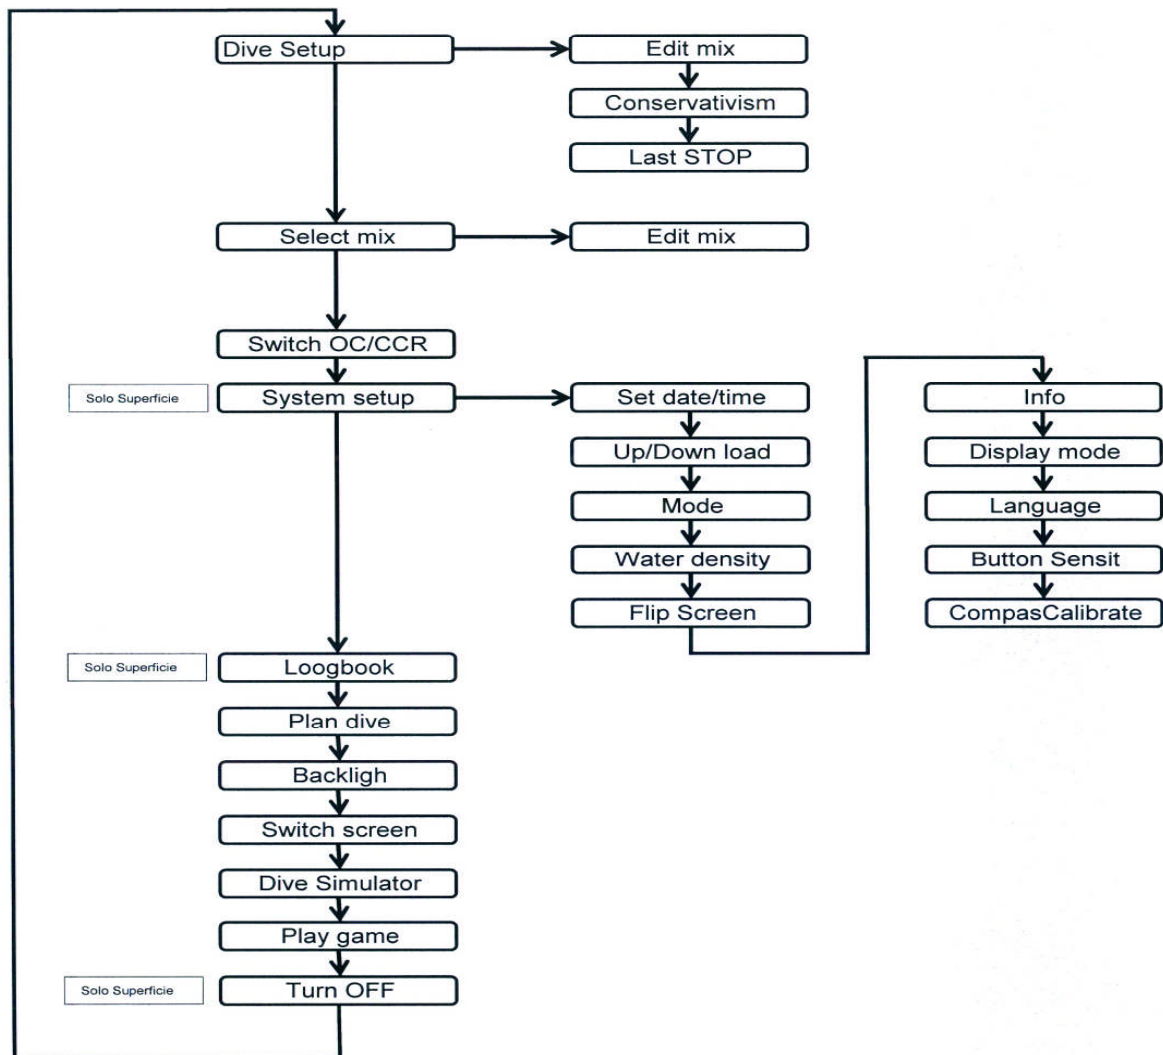 Dive Setup
Edit mix
Conservativism
Last STOP
Select mix
Edit mix
Switch OC/CCR
Solo Superficie
System setup
Set date/time
Up/Down load
Mode
Water density
Flip Screen
Info
Display mode
Language
Button Sensit
CompasCalibrate
Solo Superficie
Loogbook
Plan dive
Backligh
Switch screen
Dive Simulator
Play game
Solo Superficie
Turn OFF